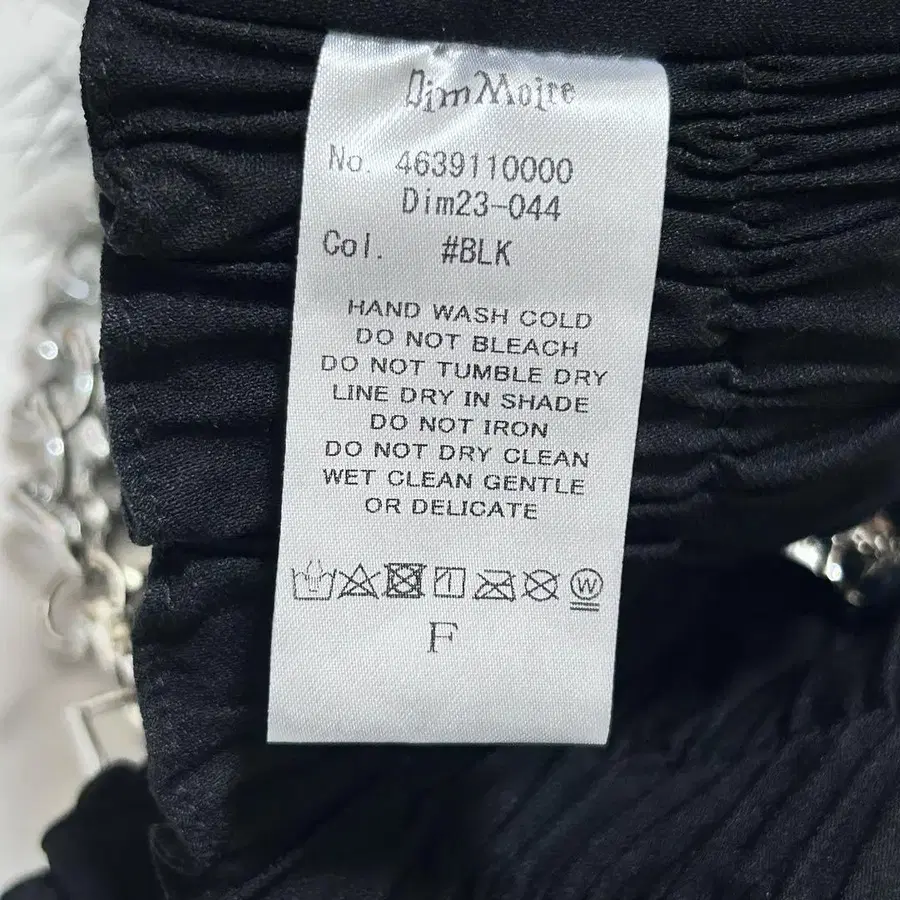 Dim Moire
No. 4639110000
Dim23-044
Col. #BLK
HAND WASH COLD
DO NOT BLEACH
DO NOT TUMBLE DRY
LINE DRY IN SHADE
DO NOT IRON
DO NOT DRY CLEAN
WET CLEAN GENTLE
OR DELICATE
W
F